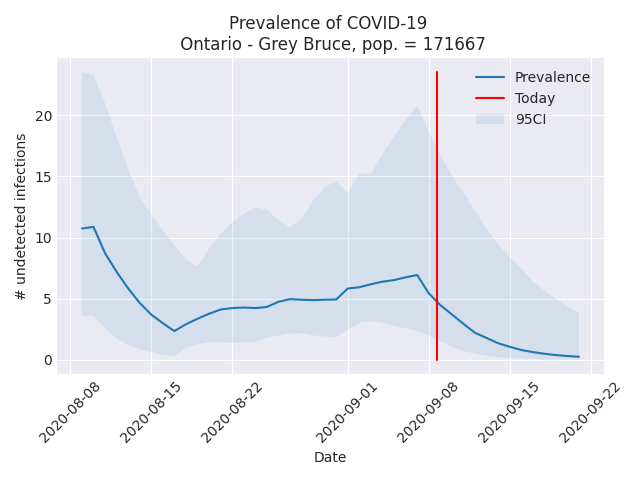 Prevalence of COVID-19
Ontario - Grey Bruce, pop. = 171667
Prevalence
Today
95CI
# undetected infections
20
15
10
5
0
2020-08-08
2020-08-15
2020-08-22
2020-09-01
2020-09-08
2020-09-15
2020-09-22
Date